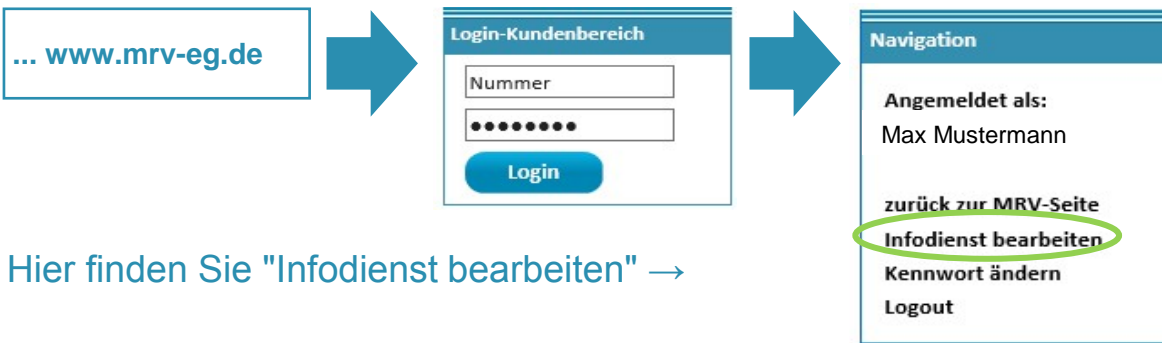 ... www.mrv-eg.de
Login-Kundenbereich
Nummer
••••••••
Login
Navigation
Angemeldet als:
Max Mustermann
zurück zur MRV-Seite
Infodienst bearbeiten
Kennwort ändern
Logout
Hier finden Sie "Infodienst bearbeiten" →